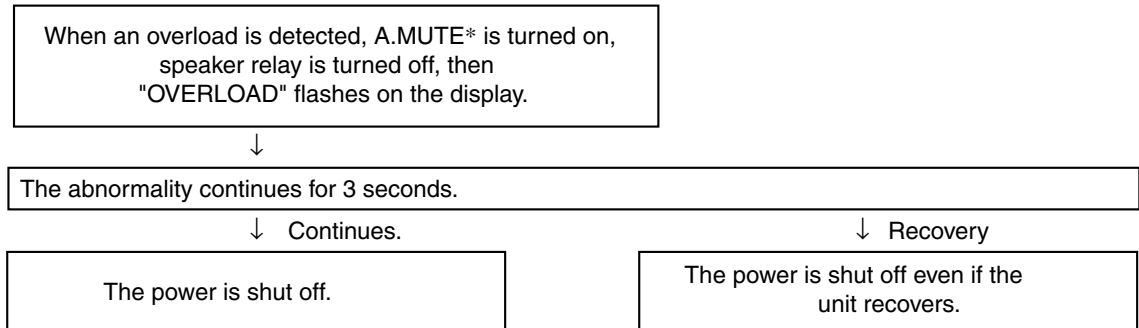 When an overload is detected, A.MUTE* is turned on,
speaker relay is turned off, then
"OVERLOAD" flashes on the display.
↓
The abnormality continues for 3 seconds.
↓ Continues.
↓ Recovery
The power is shut off.
The power is shut off even if the
unit recovers.